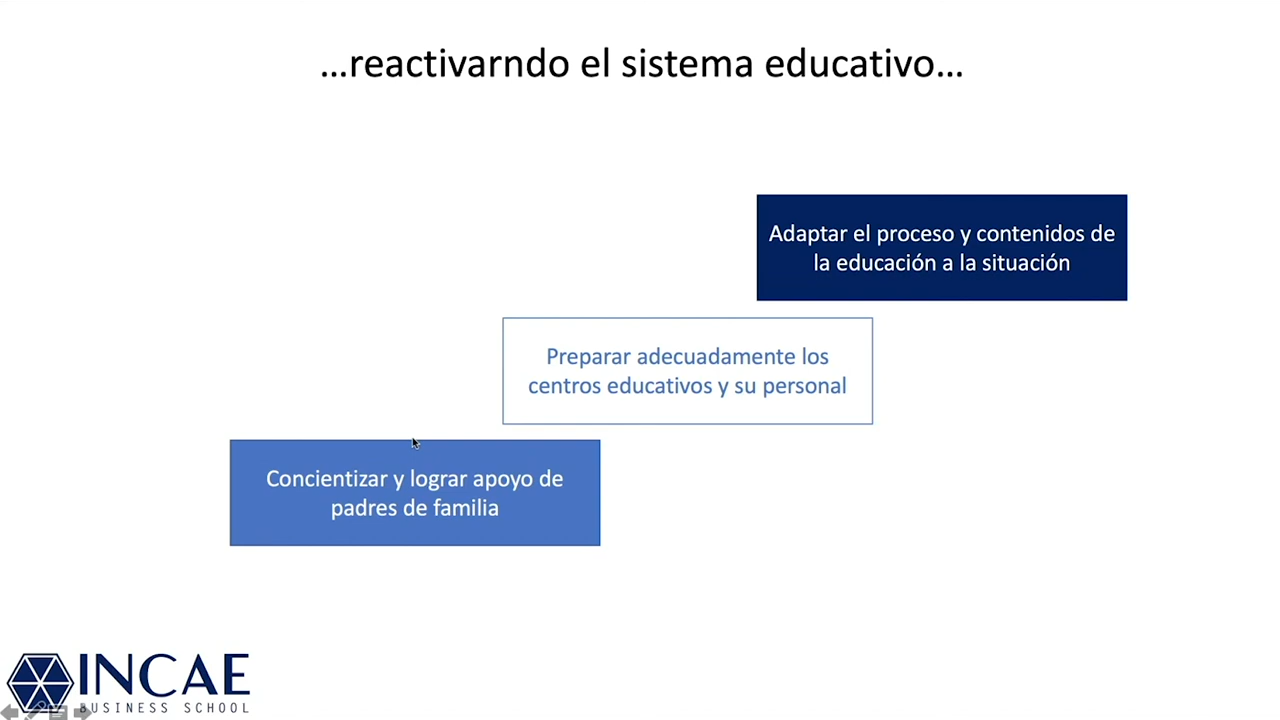 …reactivarndo el sistema educativo…
Adaptar el proceso y contenidos de
la educación a la situación
Preparar adecuadamente los
centros educativos y su personal
Concientizar y lograr apoyo de
padres de familia
INCAE
BUSINESS SCHOOL